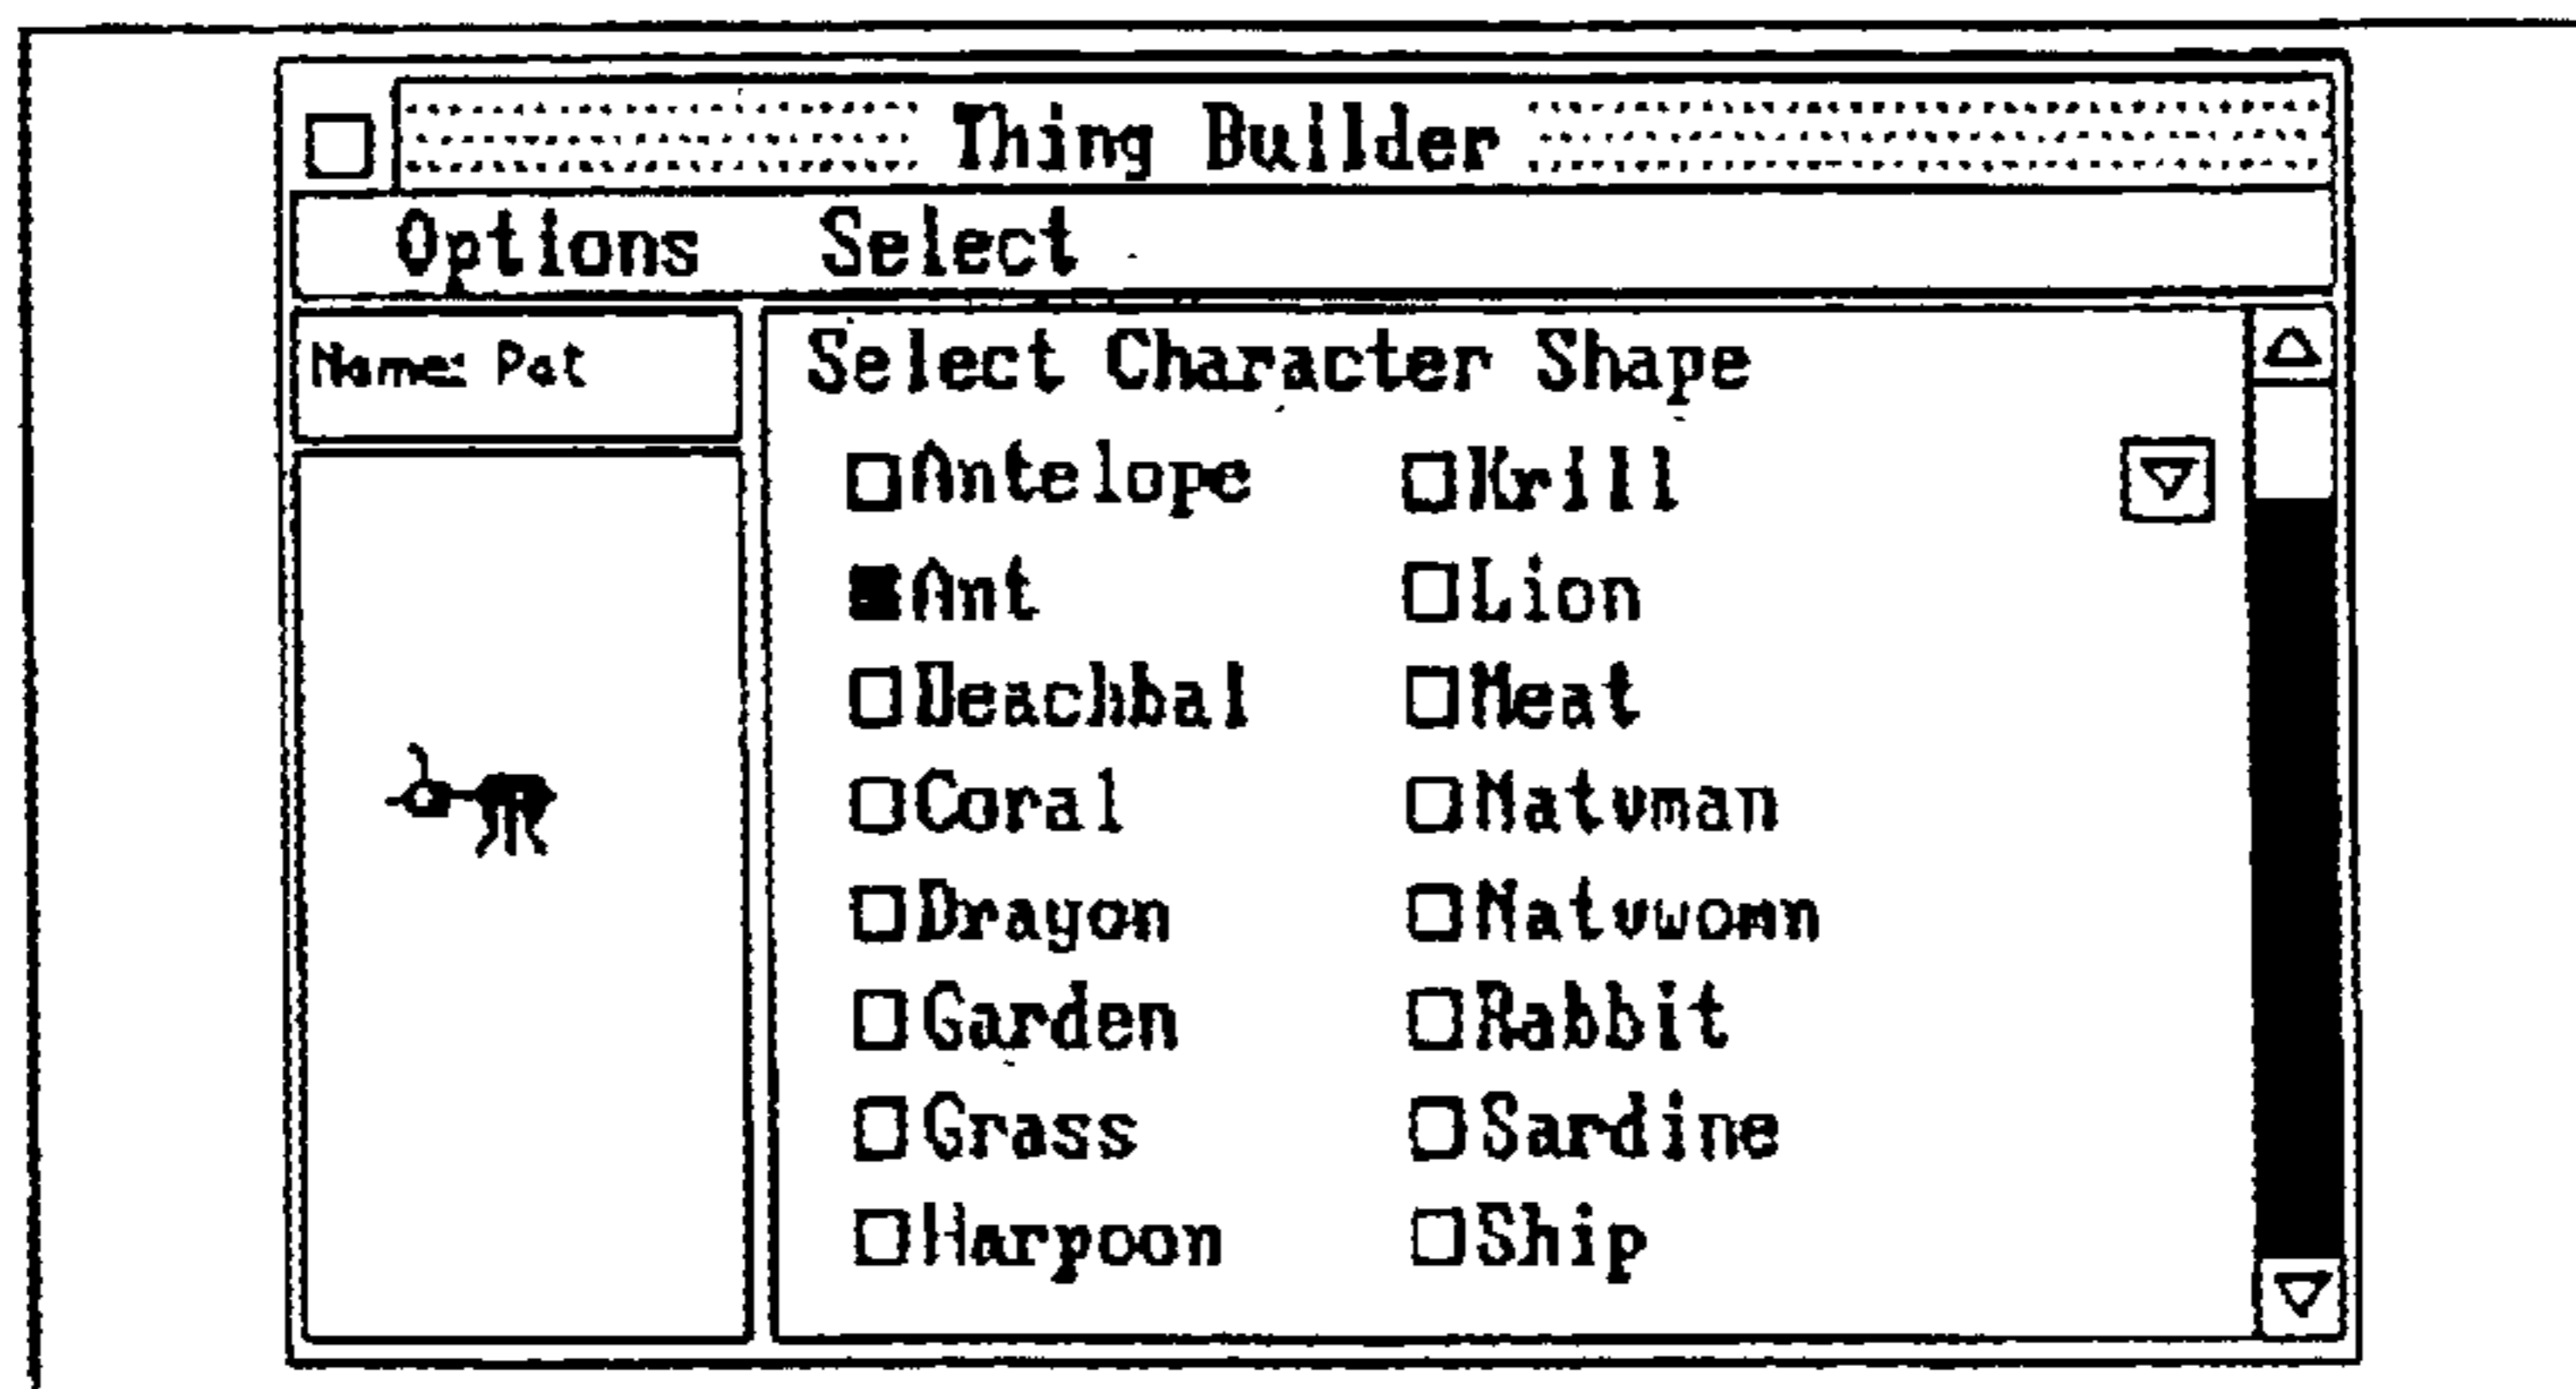 Thing Builder
Options Select
Name: Pat
Select Character Shape
Antelope
Ant
Beachbal
Coral
Dragon
Garden
Grass
Harpoon
Krill
Lion
Meat
Natvman
Natvwomn
Rabbit
Sardine
Ship